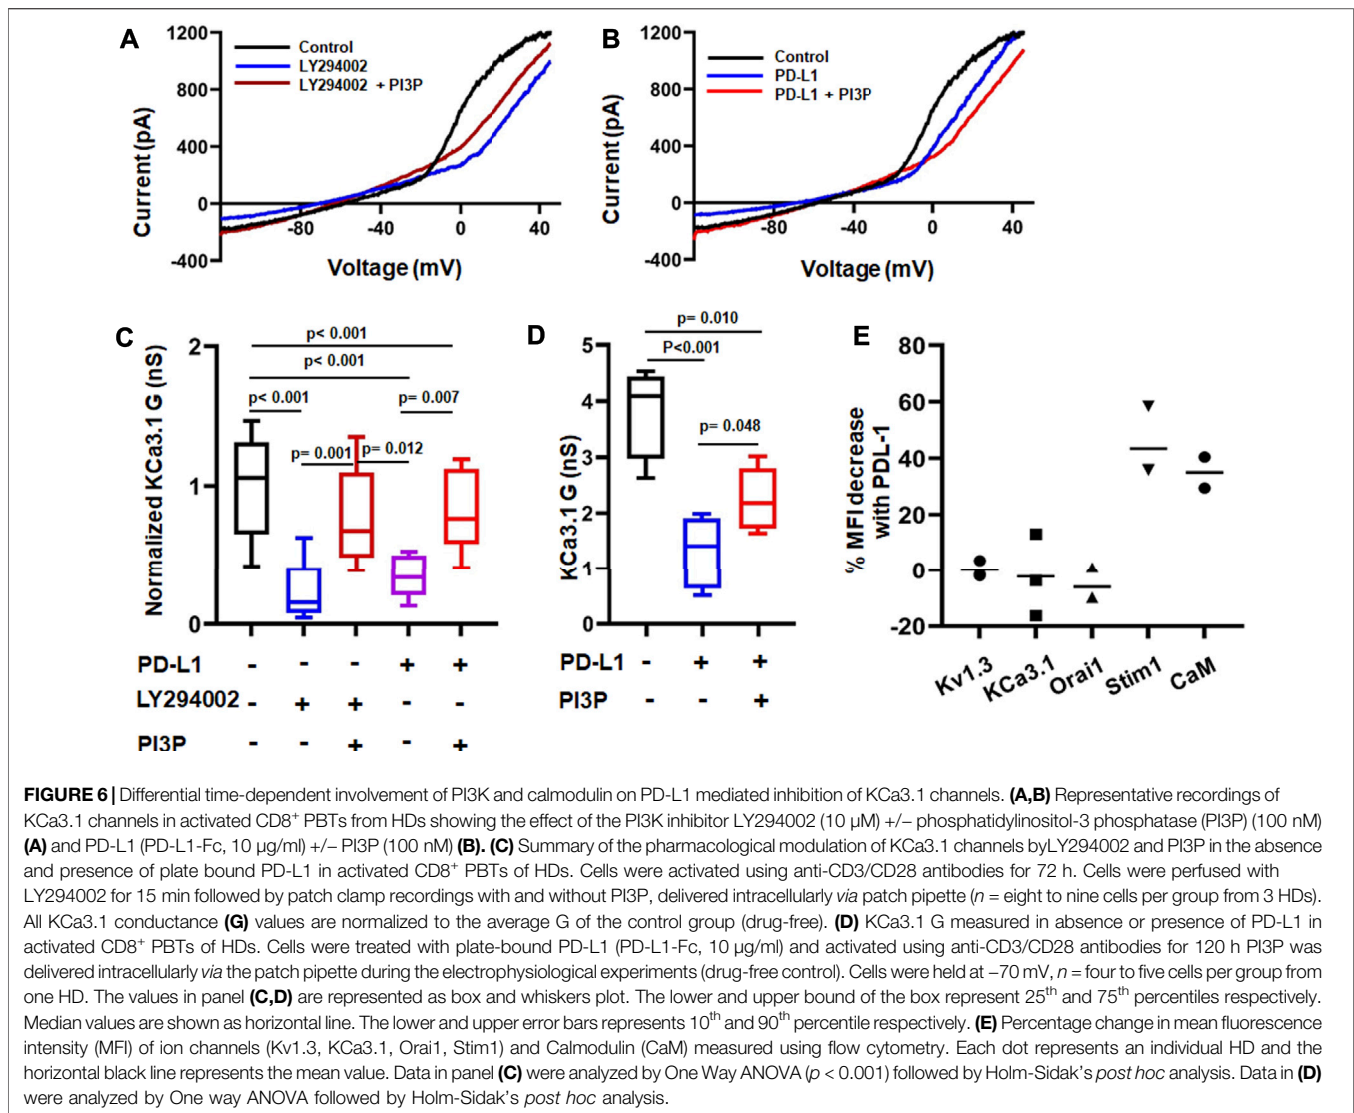 A
1200
800
400
0
-400
Current (pA)
Control
LY294002
LY294002 + PI3P
-80
-40
0
40
Voltage (mV)
B
1200
800
400
0
-400
Current (pA)
Control
PD-L1
PD-L1 + PI3P
-80
-40
0
40
Voltage (mV)
C
Normalized KCa3.1 G (nS)
2
1
0
p< 0.001
p< 0.001
p< 0.001
p= 0.007
p= 0.001
p= 0.012
PD-L1 - - - + +
LY294002 - + + - -
PI3P - - + - +
D
KCa3.1 G (nS)
5
4
3
2
1
0
p= 0.010
P<0.001
p= 0.048
PD-L1 - + +
PI3P - - +
E
% MFI decrease
with PDL-1
80
60
40
20
0
-20
Kv1.3
KCa3.1
Orai1
Stim1
CaM
FIGURE 6 | Differential time-dependent involvement of PI3K and calmodulin on PD-L1 mediated inhibition of KCa3.1 channels. (A,B) Representative recordings of
KCa3.1 channels in activated CD8+ PBTs from HDs showing the effect of the PI3K inhibitor LY294002 (10 µM) +/− phosphatidylinositol-3 phosphatase (PI3P) (100 nM)
(A) and PD-L1 (PD-L1-Fc, 10 µg/ml) +/− PI3P (100 nM) (B). (C) Summary of the pharmacological modulation of KCa3.1 channels byLY294002 and PI3P in the absence
and presence of plate bound PD-L1 in activated CD8+ PBTs of HDs. Cells were activated using anti-CD3/CD28 antibodies for 72 h. Cells were perfused with
LY294002 for 15 min followed by patch clamp recordings with and without PI3P, delivered intracellularly via patch pipette (n = eight to nine cells per group from 3 HDs).
All KCa3.1 conductance (G) values are normalized to the average G of the control group (drug-free). (D) KCa3.1 G measured in absence or presence of PD-L1 in
activated CD8+ PBTs of HDs. Cells were treated with plate-bound PD-L1 (PD-L1-Fc, 10 µg/ml) and activated using anti-CD3/CD28 antibodies for 120 h PI3P was
delivered intracellularly via the patch pipette during the electrophysiological experiments (drug-free control). Cells were held at −70 mV, n = four to five cells per group from
one HD. The values in panel (C,D) are represented as box and whiskers plot. The lower and upper bound of the box represent 25th and 75th percentiles respectively.
Median values are shown as horizontal line. The lower and upper error bars represents 10th and 90th percentile respectively. (E) Percentage change in mean fluorescence
intensity (MFI) of ion channels (Kv1.3, KCa3.1, Orai1, Stim1) and Calmodulin (CaM) measured using flow cytometry. Each dot represents an individual HD and the
horizontal black line represents the mean value. Data in panel (C) were analyzed by One Way ANOVA (p < 0.001) followed by Holm-Sidak's post hoc analysis. Data in (D)
were analyzed by One way ANOVA followed by Holm-Sidak's post hoc analysis.